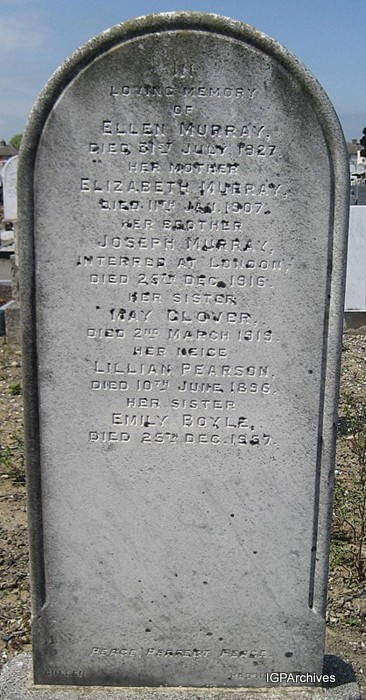 IN
LOVING MEMORY
OF
ELLEN MURRAY,
DIED 31ST JULY 1927.
HER MOTHER
ELIZABETH MURRAY,
DIED 11TH JAN. 1907.
HER BROTHER
JOSEPH MURRAY,
INTERRED AT LONDON,
DIED 25TH DEC. 1916.
HER SISTER
MAY GLOVER,
DIED 2ND MARCH 1919.
HER NEICE
LILLIAN PEARSON,
DIED 10TH JUNE 1896.
HER SISTER
EMILY BOYLE,
DIED 25TH DEC. 1957.
PEACE PERFECT PEACE.
IGPArchives